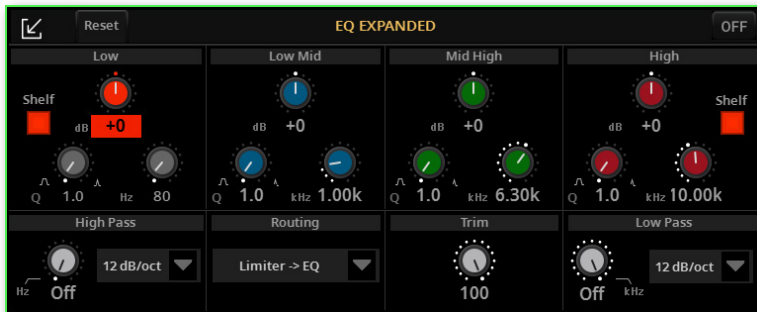 Reset EQ EXPANDED OFF
Low Low Mid Mid High High
Shelf Shelf
dB +0 dB +0 dB +0 dB +0
Q 1.0 Hz 80 Q 1.0 kHz 1.00k Q 1.0 kHz 6.30k Q 1.0 kHz 10.00k
High Pass Routing Trim Low Pass
12 dB/oct Limiter -> EQ 12 dB/oct
Hz Off 100 Off kHz